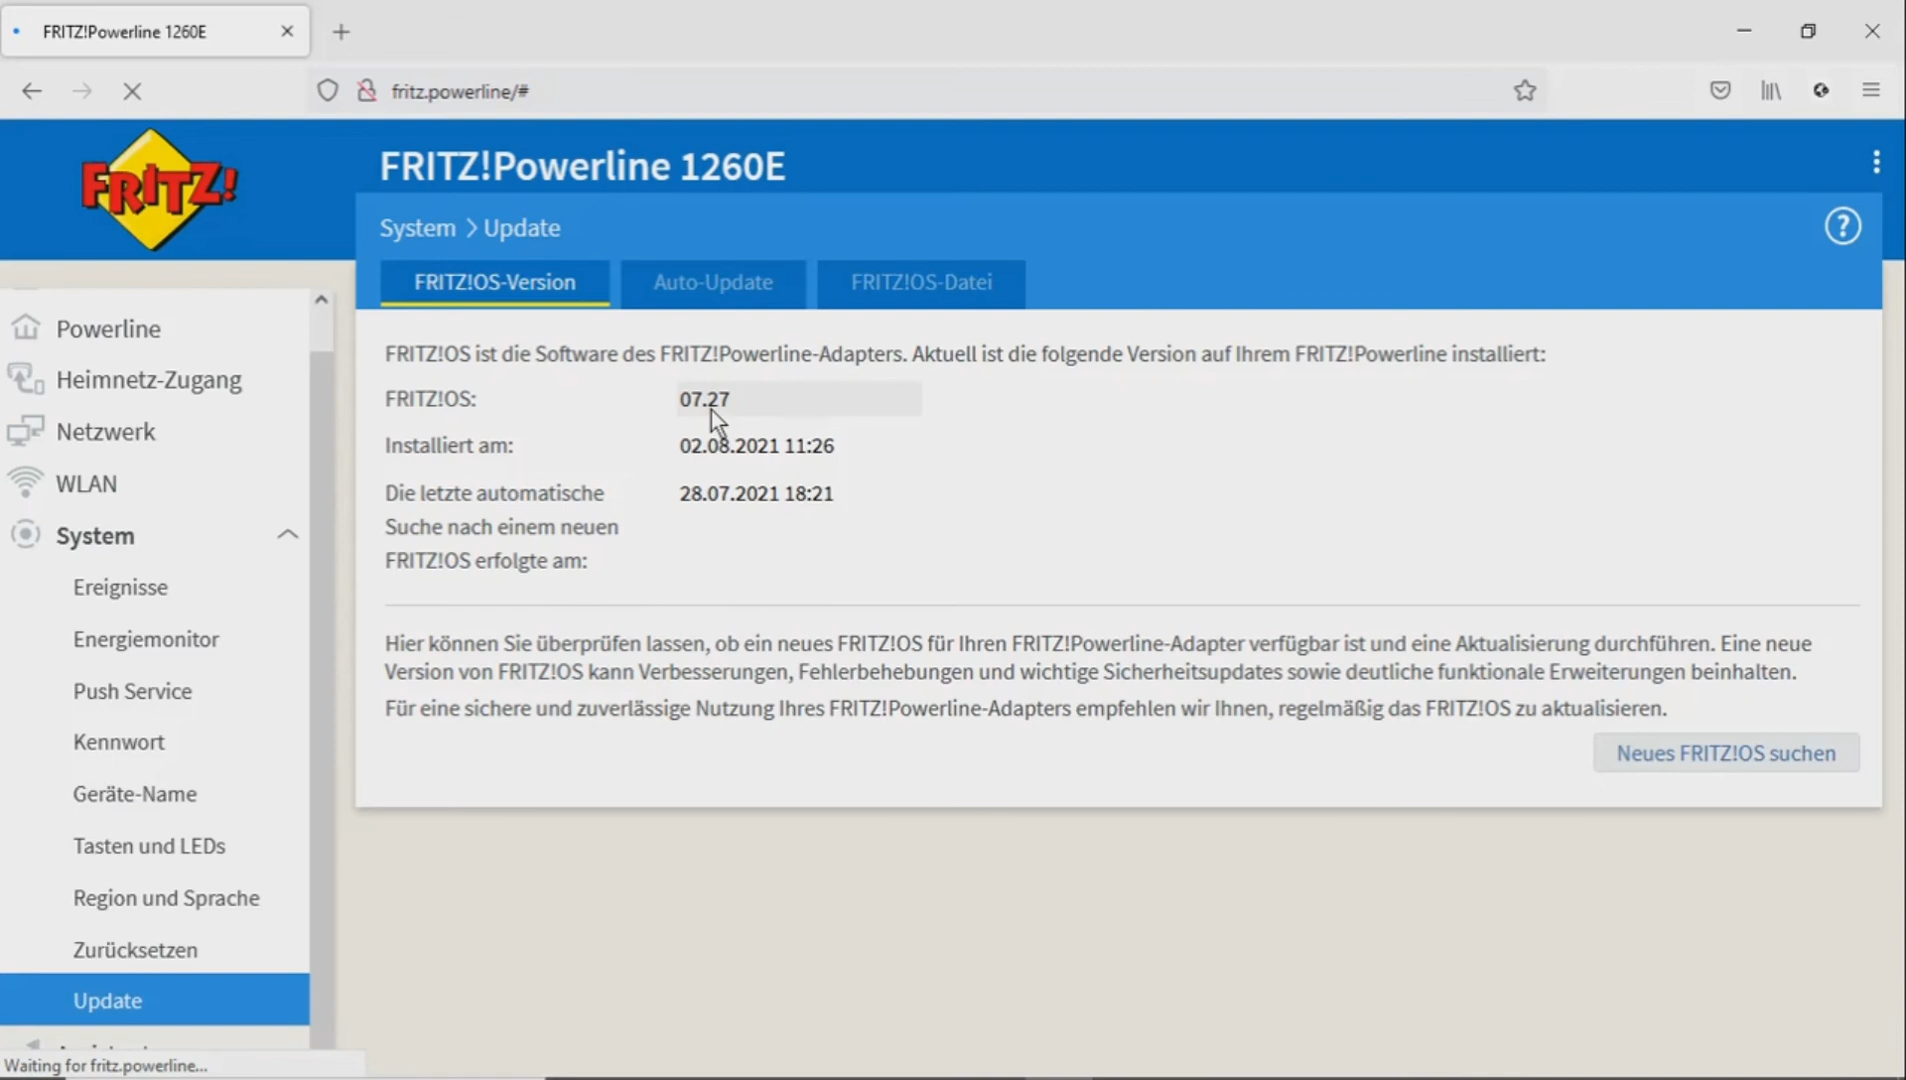 FRITZ!Powerline 1260E
fritz.powerline/#
FRITZ!
FRITZ!Powerline 1260E
System > Update
?
FRITZ!OS-Version
Auto-Update
FRITZ!OS-Datei
Powerline
Heimnetz-Zugang
Netzwerk
WLAN
System
Ereignisse
Energiemonitor
Push Service
Kennwort
Geräte-Name
Tasten und LEDs
Region und Sprache
Zurücksetzen
Update
FRITZ!OS ist die Software des FRITZ!Powerline-Adapters. Aktuell ist die folgende Version auf Ihrem FRITZ!Powerline installiert:
FRITZ!OS: 07.27
Installiert am: 02.08.2021 11:26
Die letzte automatische 28.07.2021 18:21
Suche nach einem neuen
FRITZ!OS erfolgte am:
Hier können Sie überprüfen lassen, ob ein neues FRITZ!OS für Ihren FRITZ!Powerline-Adapter verfügbar ist und eine Aktualisierung durchführen. Eine neue
Version von FRITZ!OS kann Verbesserungen, Fehlerbehebungen und wichtige Sicherheitsupdates sowie deutliche funktionale Erweiterungen beinhalten.
Für eine sichere und zuverlässige Nutzung Ihres FRITZ!Powerline-Adapters empfehlen wir Ihnen, regelmäßig das FRITZ!OS zu aktualisieren.
Neues FRITZ!OS suchen
Waiting for fritz.powerline...